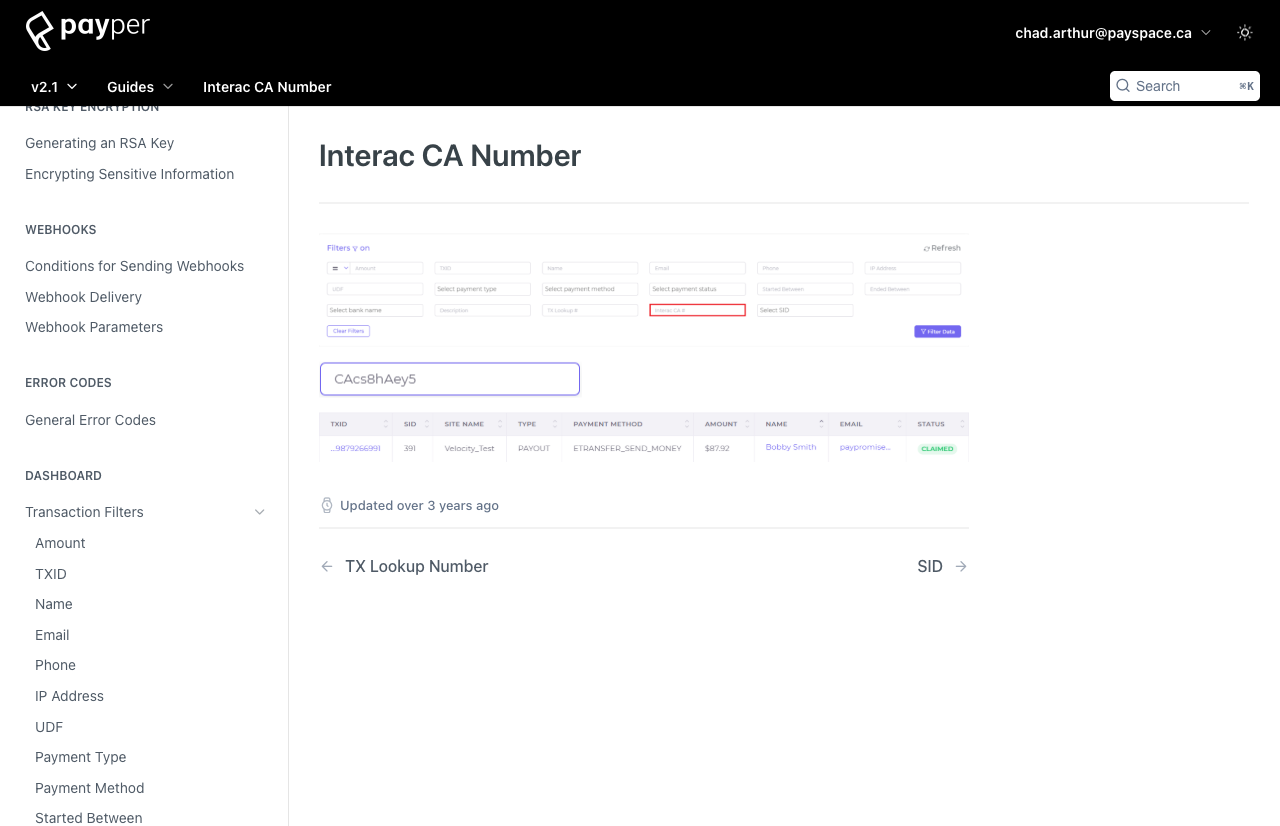 payper
chad.arthur@payspace.ca
v2.1 Guides Interac CA Number
Search ⌘K
RSA KEY ENCRYPTION
Generating an RSA Key
Encrypting Sensitive Information
WEBHOOKS
Conditions for Sending Webhooks
Webhook Delivery
Webhook Parameters
ERROR CODES
General Error Codes
DASHBOARD
Transaction Filters
Amount
TXID
Name
Email
Phone
IP Address
UDF
Payment Type
Payment Method
Started Between
Interac CA Number
Filters on Refresh
= Amount TXID Name Email Phone IP Address
UDF Select payment type Select payment method Select payment status Started Between Ended Between
Select bank name Description TX Lookup # Interac CA # Select SID
Clear Filters Filter Data
CAcs8hAey5
TXID SID SITE NAME TYPE PAYMENT METHOD AMOUNT NAME EMAIL STATUS
...9879266991 391 Velocity_Test PAYOUT ETRANSFER_SEND_MONEY $87.92 Bobby Smith paypromise... CLAIMED
Updated over 3 years ago
← TX Lookup Number SID →